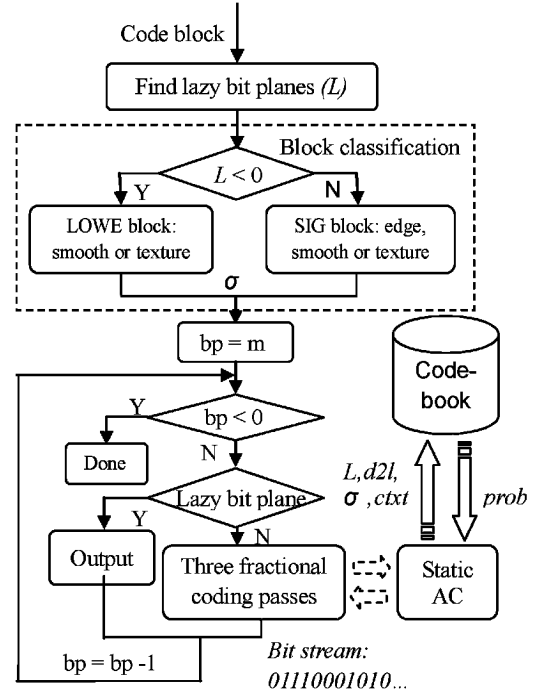 Code block
Find lazy bit planes (L)
Block classification
L < 0
Y
N
LOWE block:
smooth or texture
SIG block: edge,
smooth or texture
σ
bp = m
Code-
book
Y
bp < 0
N
Done
L,d2l,
σ,ctxt
prob
Lazy bit plane
Y
N
Output
Three fractional
coding passes
Static
AC
bp = bp -1
Bit stream:
01110001010...